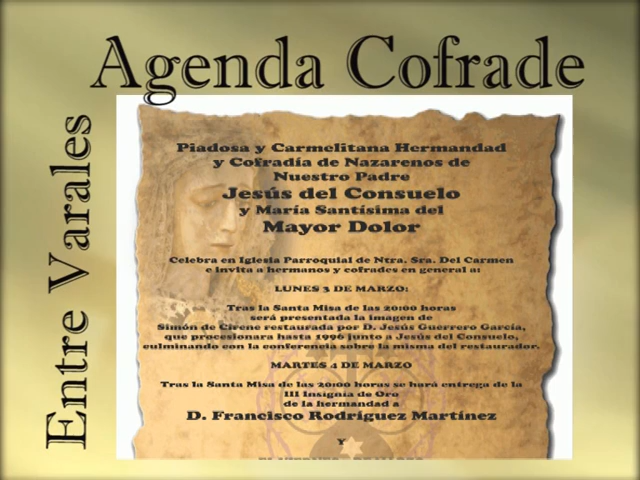 Agenda Cofrade
Entre Varales
Piadosa y Carmelitana Hermandad
y Cofradía de Nazarenos de
Nuestro Padre
Jesús del Consuelo
y María Santísima del
Mayor Dolor
Celebra en Iglesia Parroquial de Ntra. Sra. Del Carmen
e invita a hermanos y cofrades en general a:
LUNES 3 DE MARZO:
Tras la Santa Misa de las 20:00 horas
será presentada la imagen de
Simón de Cirene restaurada por D. Jesús Guerrero García,
que procesionara hasta 1996 junto a Jesús del Consuelo,
culminando con la conferencia sobre la misma del restaurador.
MARTES 4 DE MARZO
Tras la Santa Misa de las 20:00 horas se hará entrega de la
III Insignia de Oro
de la hermandad a
D. Francisco Rodríguez Martínez
Y